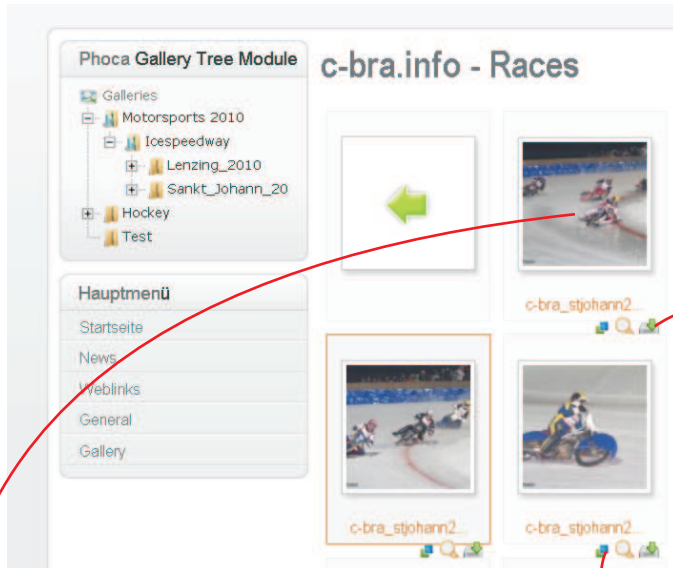 Phoca Gallery Tree Module
Galleries
Motorsports 2010
Icespeedway
Lenzing_2010
Sankt_Johann_20
Hockey
Test
Hauptmenü
Startseite
News
Weblinks
General
Gallery
c-bra.info - Races
c-bra_stjohann2...
c-bra_stjohann2...
c-bra_stjohann2...